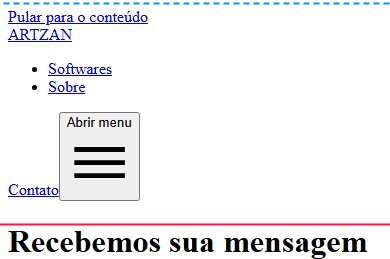 Pular para o conteúdo
ARTZAN
Softwares
Sobre
Abrir menu
Contato
Recebemos sua mensagem